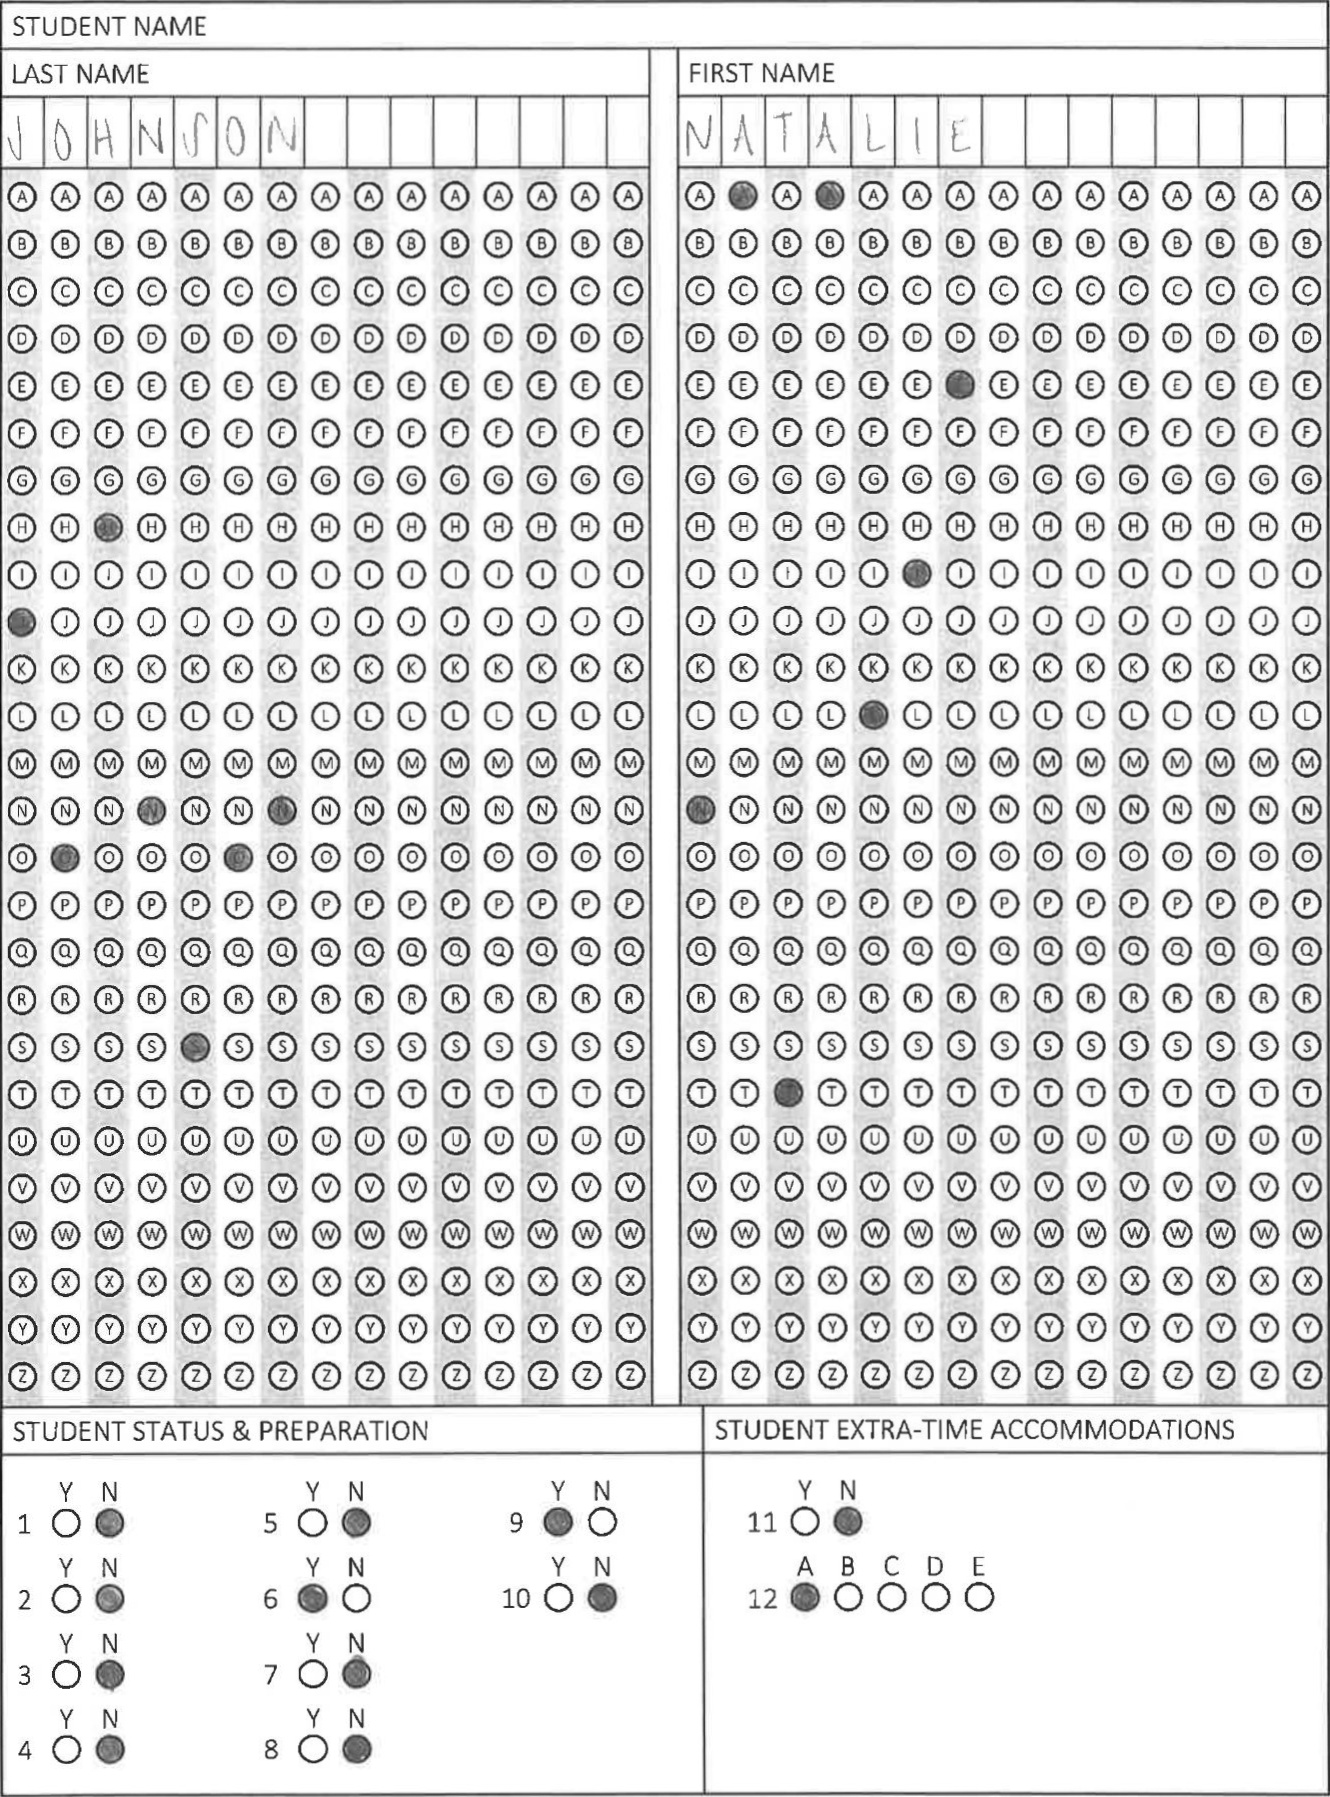 STUDENT NAME
LAST NAME FIRST NAME
JOHNSON NATALIE
A A A A A A A A A A A A A A A A A A A A A A A A A A A A A A
B B B B B B B B B B B B B B B B B B B B B B B B B B B B B B
C C C C C C C C C C C C C C C C C C C C C C C C C C C C C C
D D D D D D D D D D D D D D D D D D D D D D D D D D D D D D
E E E E E E E E E E E E E E E E E E E E E E E E E E E E E
F F F F F F F F F F F F F F F F F F F F F F F F F F F F F F
G G G G G G G G G G G G G G G G G G G G G G G G G G G G G G
H H H H H H H H H H H H H H H H H H H H H H H H H H H H H H
I I I I I I I I I I I I I I I I I I I I I I I I I I I I I I
J J J J J J J J J J J J J J J J J J J J J J J J J J J J J
K K K K K K K K K K K K K K K K K K K K K K K K K K K K K K
L L L L L L L L L L L L L L L L L L L L L L L L L L L L L
M M M M M M M M M M M M M M M M M M M M M M M M M M M M M M
N N N N N N N N N N N N N N N N N N N N N N N N N N N N N N
O O O O O O O O O O O O O O O O O O O O O O O O O O O O O O
P P P P P P P P P P P P P P P P P P P P P P P P P P P P P P
Q Q Q Q Q Q Q Q Q Q Q Q Q Q Q Q Q Q Q Q Q Q Q Q Q Q Q Q Q Q
R R R R R R R R R R R R R R R R R R R R R R R R R R R R R R
S S S S S S S S S S S S S S S S S S S S S S S S S S S S S S
T T T T T T T T T T T T T T T T T T T T T T T T T T T T T T
U U U U U U U U U U U U U U U U U U U U U U U U U U U U U U
V V V V V V V V V V V V V V V V V V V V V V V V V V V V V V
W W W W W W W W W W W W W W W W W W W W W W W W W W W W W W
X X X X X X X X X X X X X X X X X X X X X X X X X X X X X X
Y Y Y Y Y Y Y Y Y Y Y Y Y Y Y Y Y Y Y Y Y Y Y Y Y Y Y Y Y Y
Z Z Z Z Z Z Z Z Z Z Z Z Z Z Z Z Z Z Z Z Z Z Z Z Z Z Z Z Z Z
STUDENT STATUS & PREPARATION
Y N
1
Y N
2
Y N
3
Y N
4
Y N
5
Y N
6
Y N
7
Y N
8
Y N
9
Y N
10
STUDENT EXTRA-TIME ACCOMMODATIONS
Y N
11
A B C D E
12